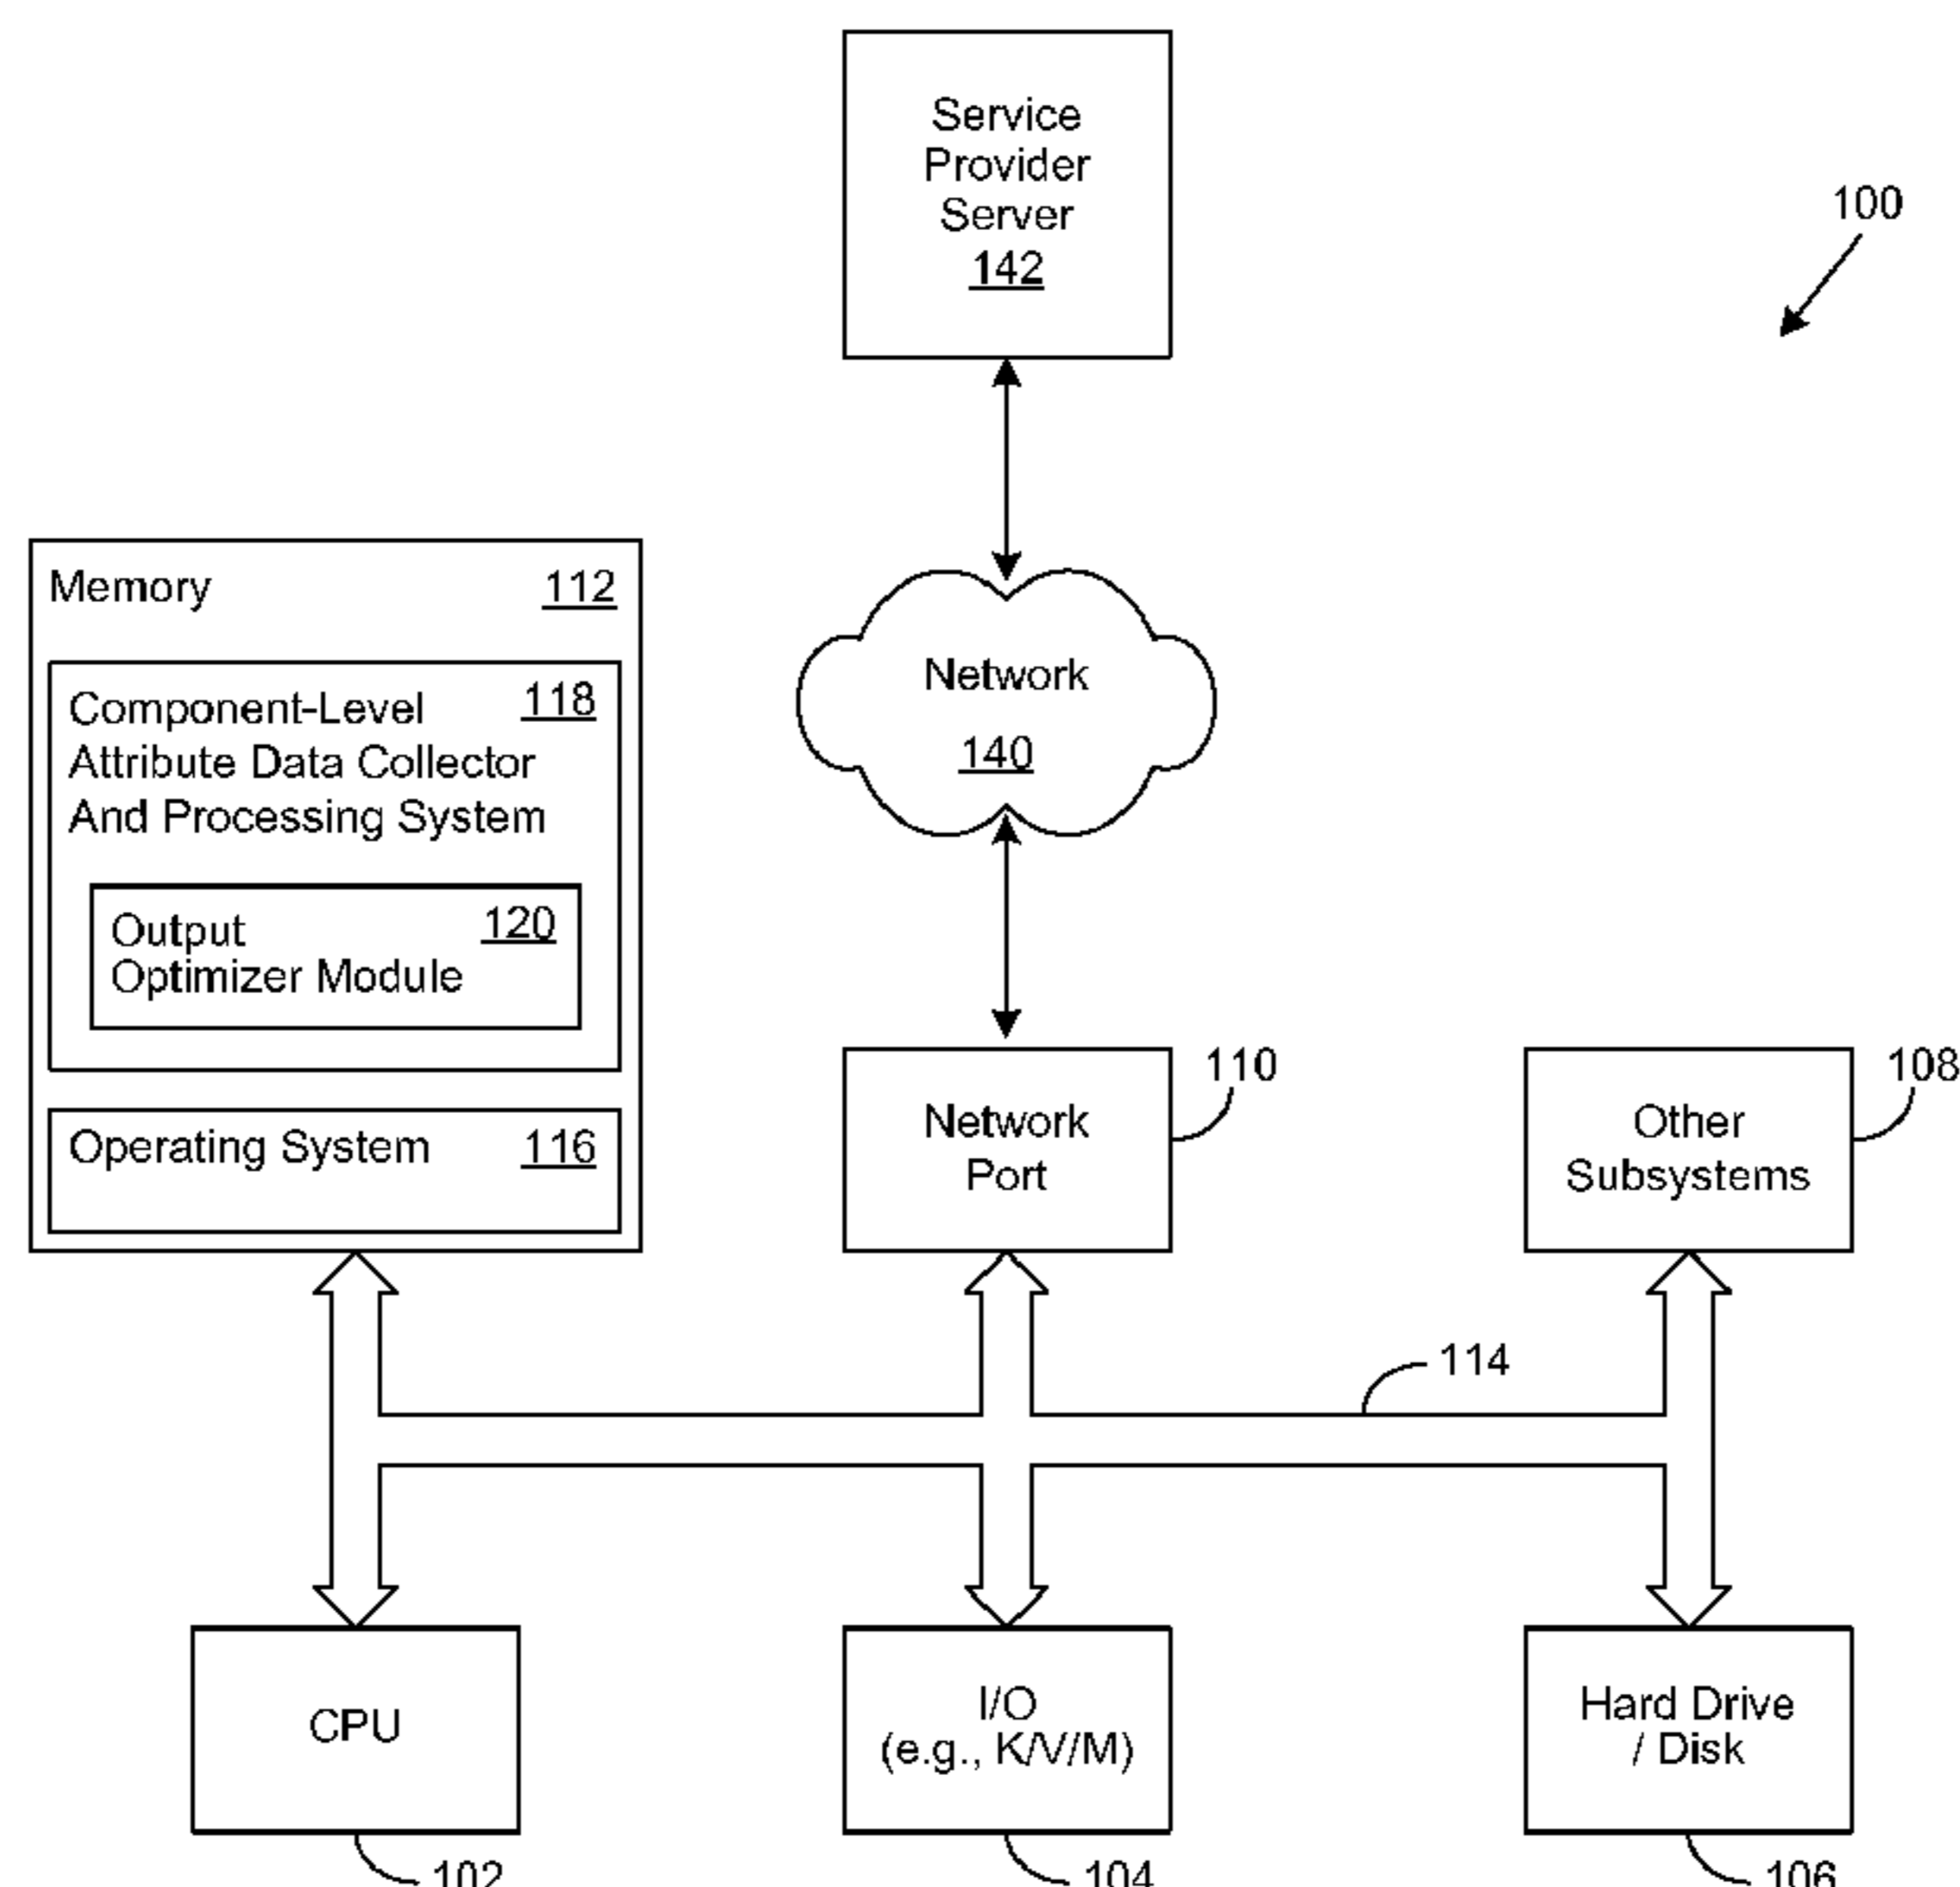 Service
Provider
Server
142
100
Memory 112
Component-Level 118
Attribute Data Collector
And Processing System
Output 120
Optimizer Module
Operating System 116
Network
140
Network
Port
110
Other
Subsystems
108
114
CPU
102
I/O
(e.g., K/V/M)
104
Hard Drive
/ Disk
106